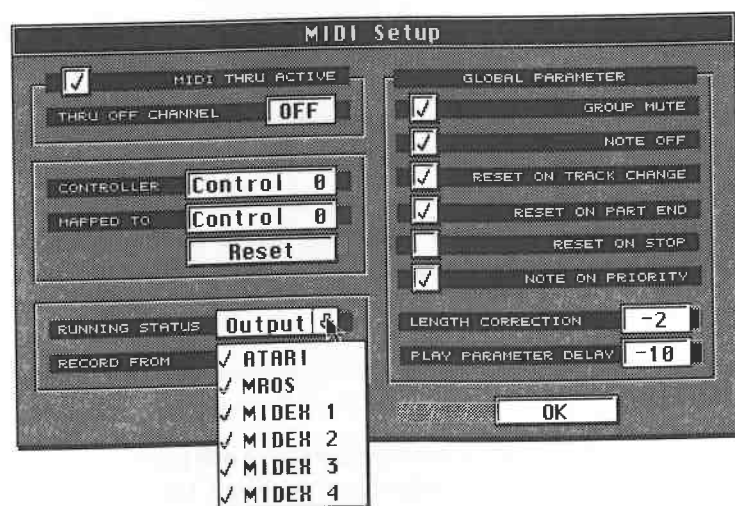 MIDI Setup
MIDI THRU ACTIVE
THRU OFF CHANNEL OFF
CONTROLLER Control 0
MAPPED TO Control 0
Reset
RUNNING STATUS Output
RECORD FROM
✓ ATARI
✓ MROS
✓ MIDEX 1
✓ MIDEX 2
✓ MIDEX 3
✓ MIDEX 4
GLOBAL PARAMETER
GROUP MUTE
NOTE OFF
RESET ON TRACK CHANGE
RESET ON PART END
RESET ON STOP
NOTE ON PRIORITY
LENGTH CORRECTION -2
PLAY PARAMETER DELAY -10
OK